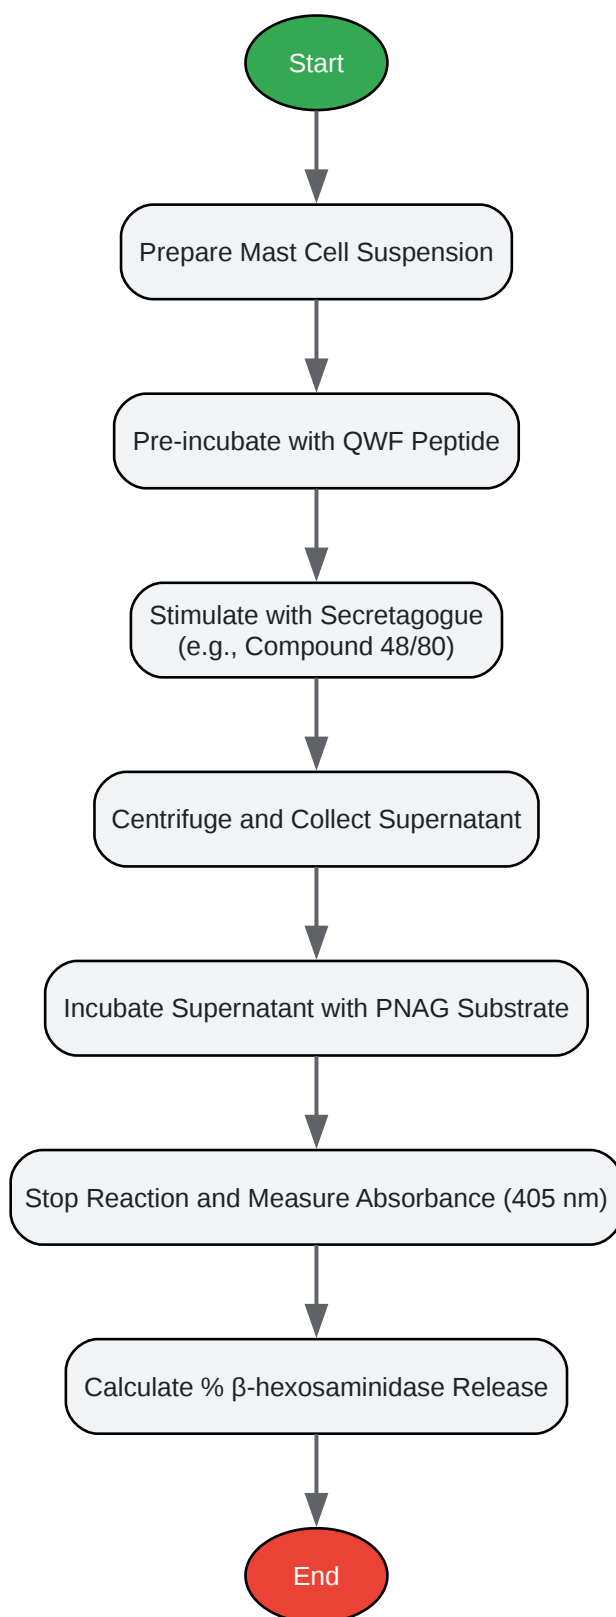 Start
Prepare Mast Cell Suspension
Pre-incubate with QWF Peptide
Stimulate with Secretagogue
(e.g., Compound 48/80)
Centrifuge and Collect Supernatant
Incubate Supernatant with PNAG Substrate
Stop Reaction and Measure Absorbance (405 nm)
Calculate % β-hexosaminidase Release
End